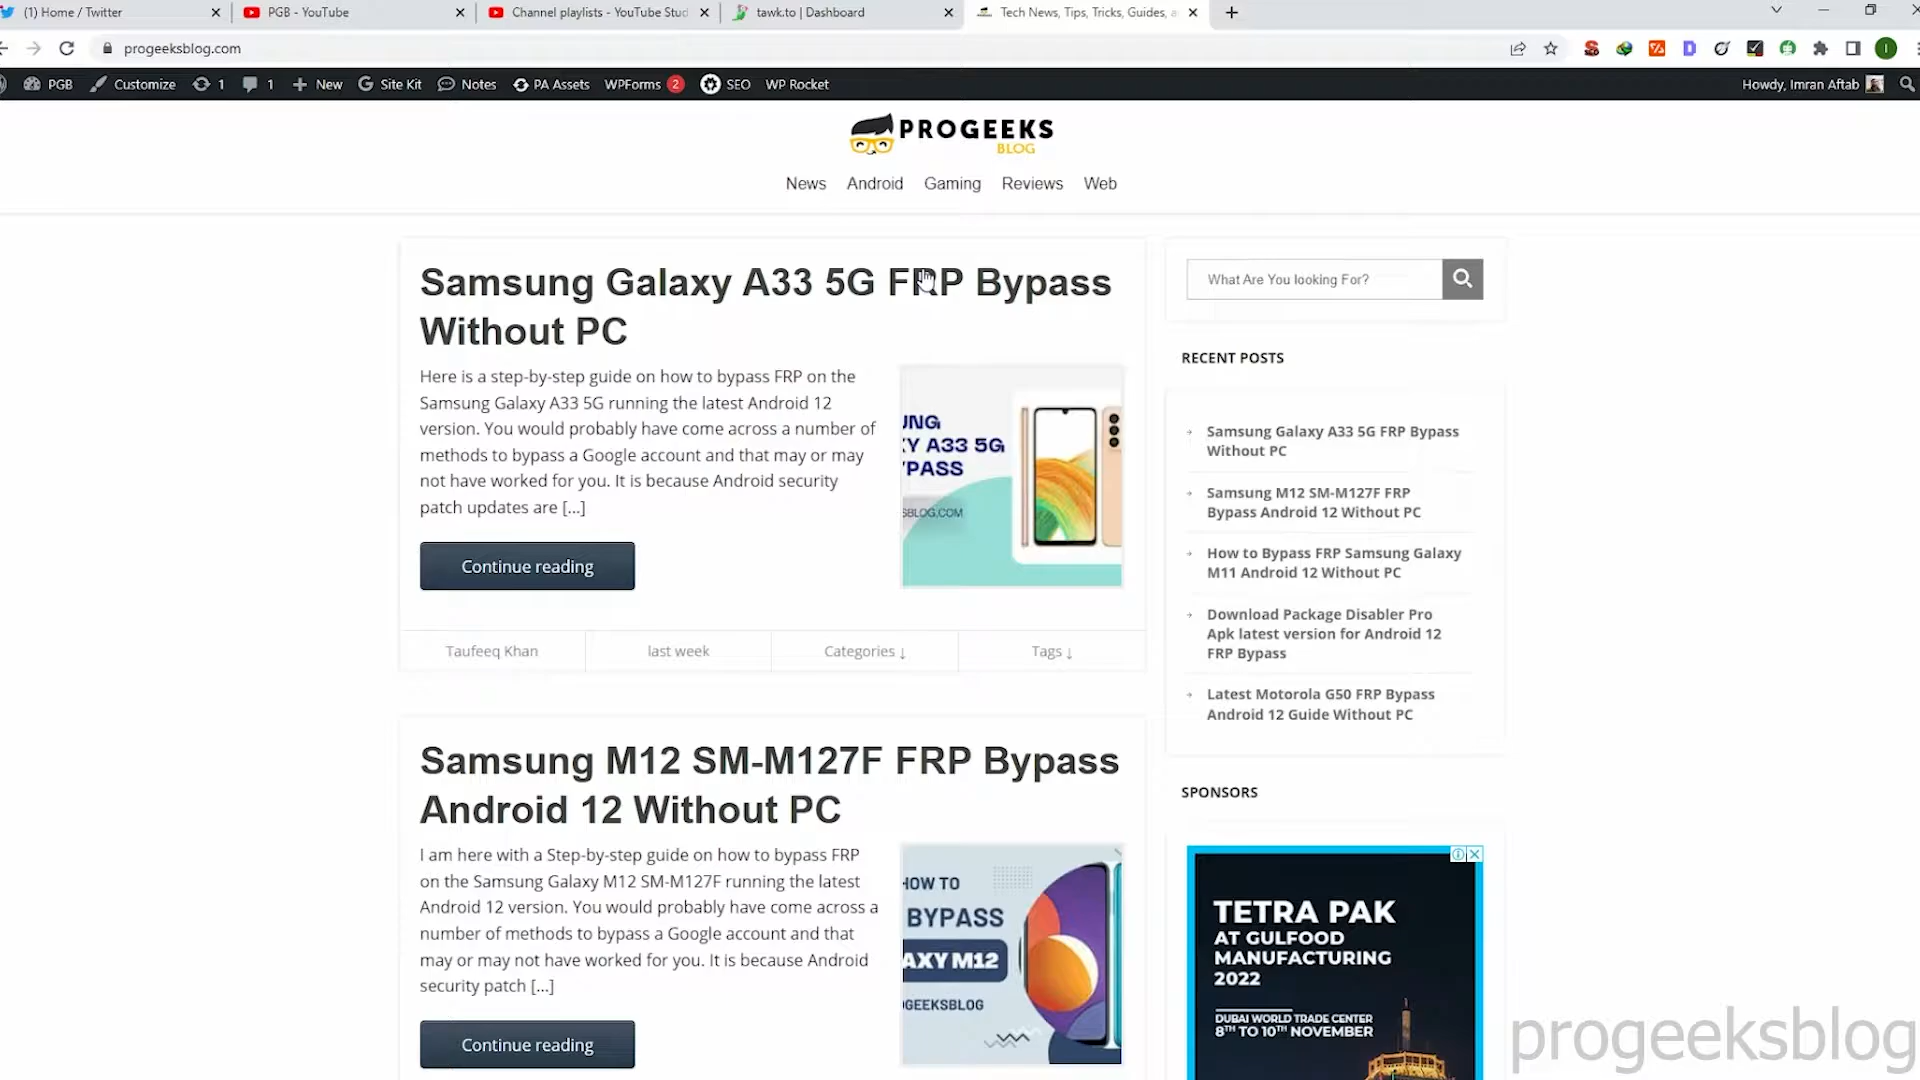 (1) Home / Twitter
PGB - YouTube
Channel playlists - YouTube Stud
tawk.to | Dashboard
Tech News, Tips, Tricks, Guides, a
progeeksblog.com
PGB
Customize
1
1
New
Site Kit
Notes
PA Assets
WPForms 2
SEO
WP Rocket
Howdy, Imran Aftab
PROGEEKS
BLOG
News
Android
Gaming
Reviews
Web
Samsung Galaxy A33 5G FRP Bypass
Without PC
Here is a step-by-step guide on how to bypass FRP on the
Samsung Galaxy A33 5G running the latest Android 12
version. You would probably have come across a number of
methods to bypass a Google account and that may or may
not have worked for you. It is because Android security
patch updates are [...]
UNG
XY A33 5G
YPASS
SBLOG.COM
Continue reading
Taufeeq Khan
last week
Categories ↓
Tags ↓
Samsung M12 SM-M127F FRP Bypass
Android 12 Without PC
I am here with a Step-by-step guide on how to bypass FRP
on the Samsung Galaxy M12 SM-M127F running the latest
Android 12 version. You would probably have come across a
number of methods to bypass a Google account and that
may or may not have worked for you. It is because Android
security patch [...]
HOW TO
BYPASS
AXY M12
OGEEKSBLOG
Continue reading
What Are You looking For?
RECENT POSTS
Samsung Galaxy A33 5G FRP Bypass
Without PC
Samsung M12 SM-M127F FRP
Bypass Android 12 Without PC
How to Bypass FRP Samsung Galaxy
M11 Android 12 Without PC
Download Package Disabler Pro
Apk latest version for Android 12
FRP Bypass
Latest Motorola G50 FRP Bypass
Android 12 Guide Without PC
SPONSORS
TETRA PAK
AT GULFOOD
MANUFACTURING
2022
DUBAI WORLD TRADE CENTER
8TH TO 10TH NOVEMBER
progeeksblog